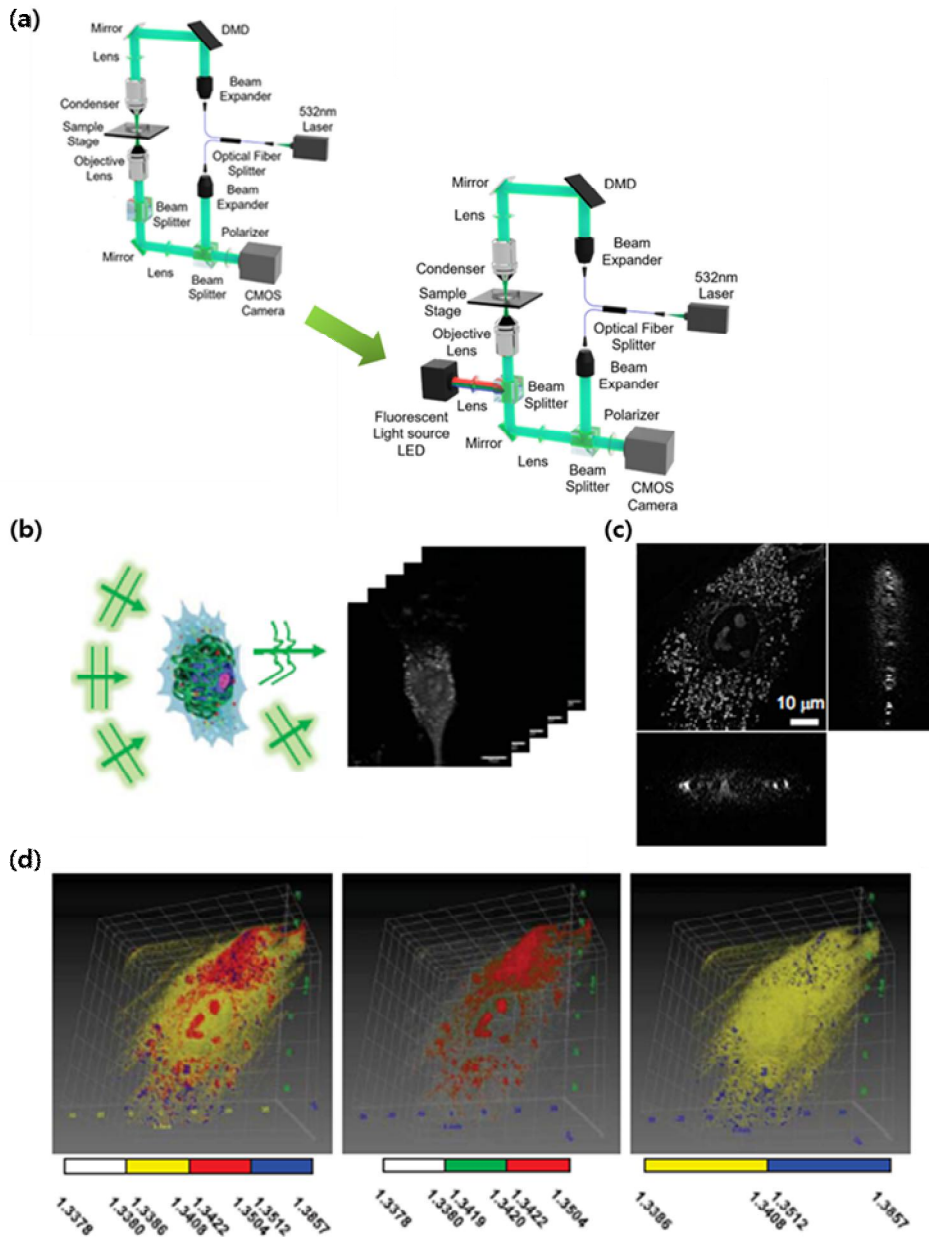 (a)
Mirror
DMD
Lens
Beam
Expander
Condenser
532nm
Laser
Sample
Stage
Optical Fiber
Splitter
Objective
Lens
Beam
Expander
Beam
Splitter
Polarizer
Mirror
Lens
Beam
Splitter
CMOS
Camera
Mirror
DMD
Lens
Beam
Expander
Condenser
532nm
Laser
Sample
Stage
Optical Fiber
Splitter
Objective
Lens
Beam
Expander
Lens
Beam
Splitter
Polarizer
Fluorescent
Light source
LED
Mirror
Lens
Beam
Splitter
CMOS
Camera
(b)
(c)
10 μm
(d)
1.3378
1.3380
1.3386
1.3408
1.3422
1.3504
1.3512
1.3657
1.3378
1.3380
1.3419
1.3420
1.3422
1.3504
1.3386
1.3408
1.3512
1.3657